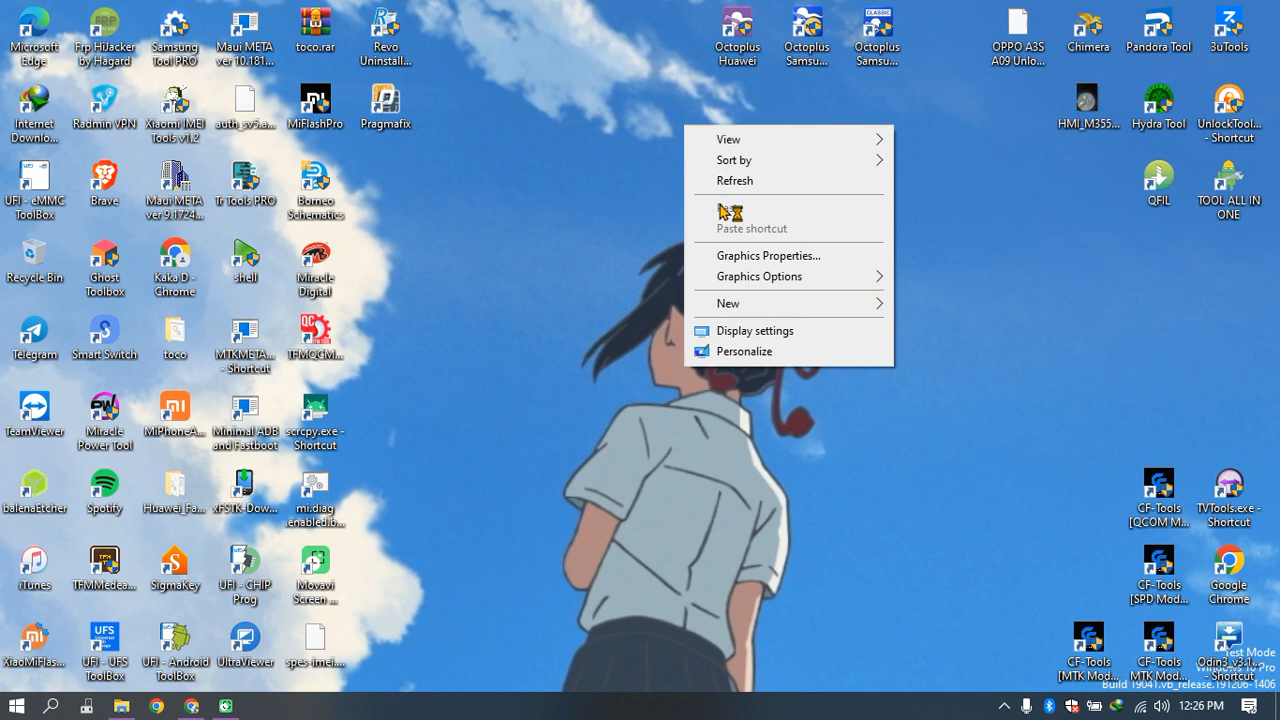 Microsoft
Edge
Frp HiJacker
by Hagard
Samsung
Tool PRO
Maui META
ver 10.181...
toco.rar
Revo
Uninstall...
Octoplus
Huawei
Octoplus
Samsu...
Octoplus
Samsu...
OPPO A3S
A09 Unlo...
Chimera
Pandora Tool
3uTools
Internet
Downlo...
Radmin VPN
Xiaomi IMEI
Tools v1.2
auth_sv5.a...
MiFlashPro
Pragmafix
HMI_M355...
Hydra Tool
UnlockTool...
- Shortcut
UFI - eMMC
ToolBox
Brave
Maui META
ver 9.1724...
Tr Tools PRO
Borneo
Schematics
QFIL
TOOL ALL IN
ONE
Recycle Bin
Ghost
Toolbox
Kaka D -
Chrome
shell
Miracle
Digital
Telegram
Smart Switch
toco
MTKMETA...
- Shortcut
TFMQCM...
TeamViewer
Miracle
Power Tool
MiPhoneA...
Minimal ADB
and Fastboot
scrcpy.exe -
Shortcut
balenaEtcher
Spotify
Huawei_Fa...
xFSTK-Dow...
mi.diag
.enabled.b...
CF-Tools
[QCOM M...
TVTools.exe -
Shortcut
iTunes
TFMMedea...
SigmaKey
UFI - CHIP
Prog
Movavi
Screen ...
CF-Tools
[SPD Mod...
Google
Chrome
XiaoMiFlas...
UFI - UFS
ToolBox
UFI - Android
ToolBox
UltraViewer
spes-imei....
CF-Tools
[MTK Mod...
CF-Tools
[MTK Mod...
Odin3_v3.1...
- Shortcut
View
Sort by
Refresh
Paste shortcut
Graphics Properties...
Graphics Options
New
Display settings
Personalize
Test Mode
Windows 10 Pro
Build 19041.vb_release.191206-1406
12:26 PM